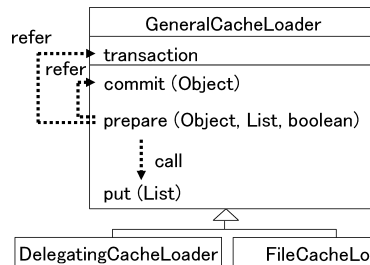 GeneralCacheLoader
refer
transaction
refer
commit (Object)
prepare (Object, List, boolean)
call
put (List)
DelegatingCacheLoader
FileCacheLo